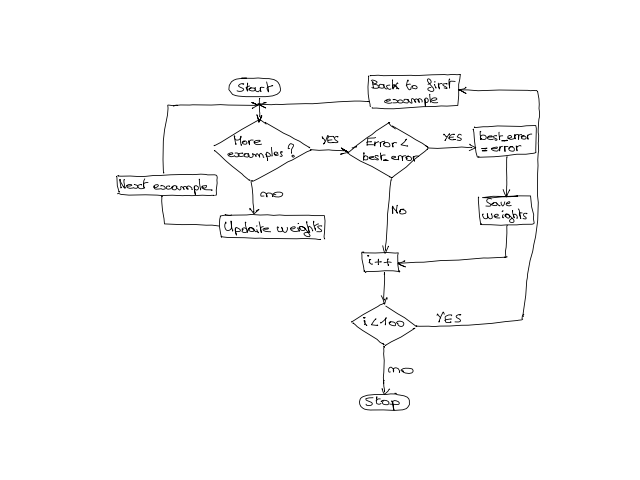 Start
Back to first
example
More
examples?
YES
Error <
best_error
YES
best_error
= error
Next example
no
Update weights
No
Save
weights
i++
i < 100
YES
no
Stop